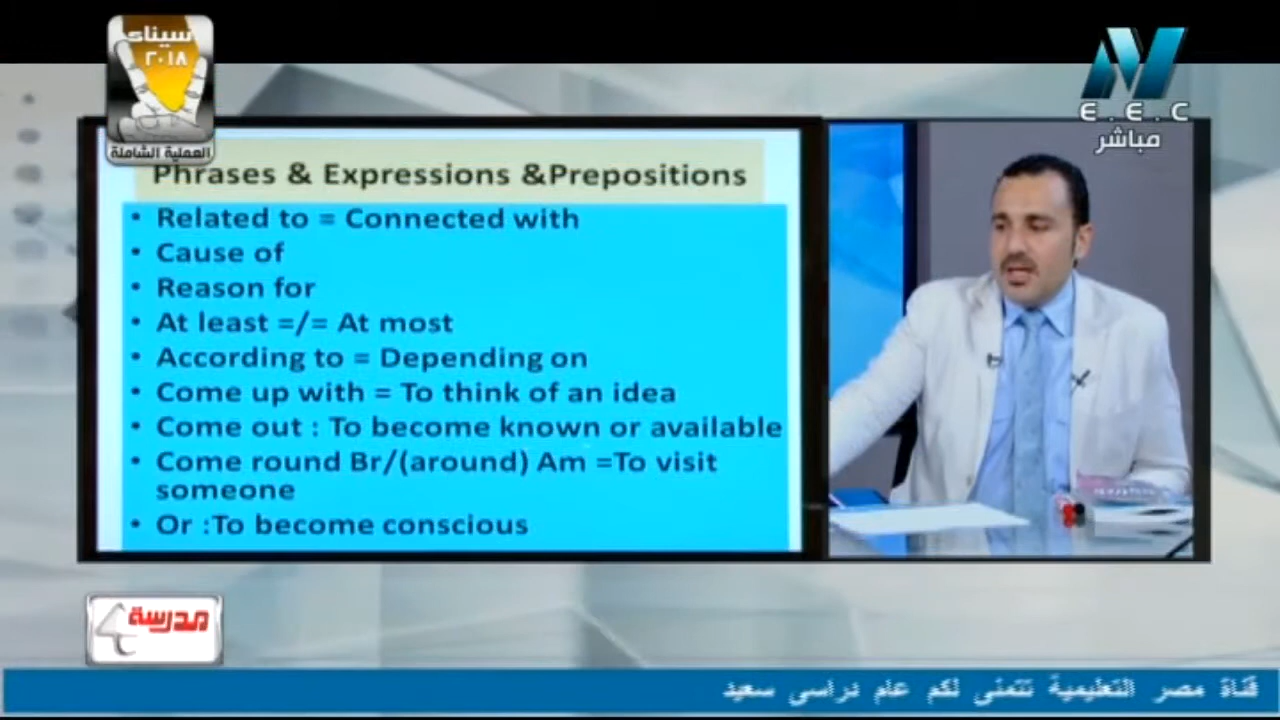 سيناء
٢٠١٨
العملية الشاملة
E.E.C
مباشر
Phrases & Expressions &Prepositions
• Related to = Connected with
• Cause of
• Reason for
• At least =/= At most
• According to = Depending on
• Come up with = To think of an idea
• Come out : To become known or available
• Come round Br/(around) Am =To visit
someone
• Or :To become conscious
مدرسة
قناة مصر التعليمية تتمنى لكم عام دراسى سعيد